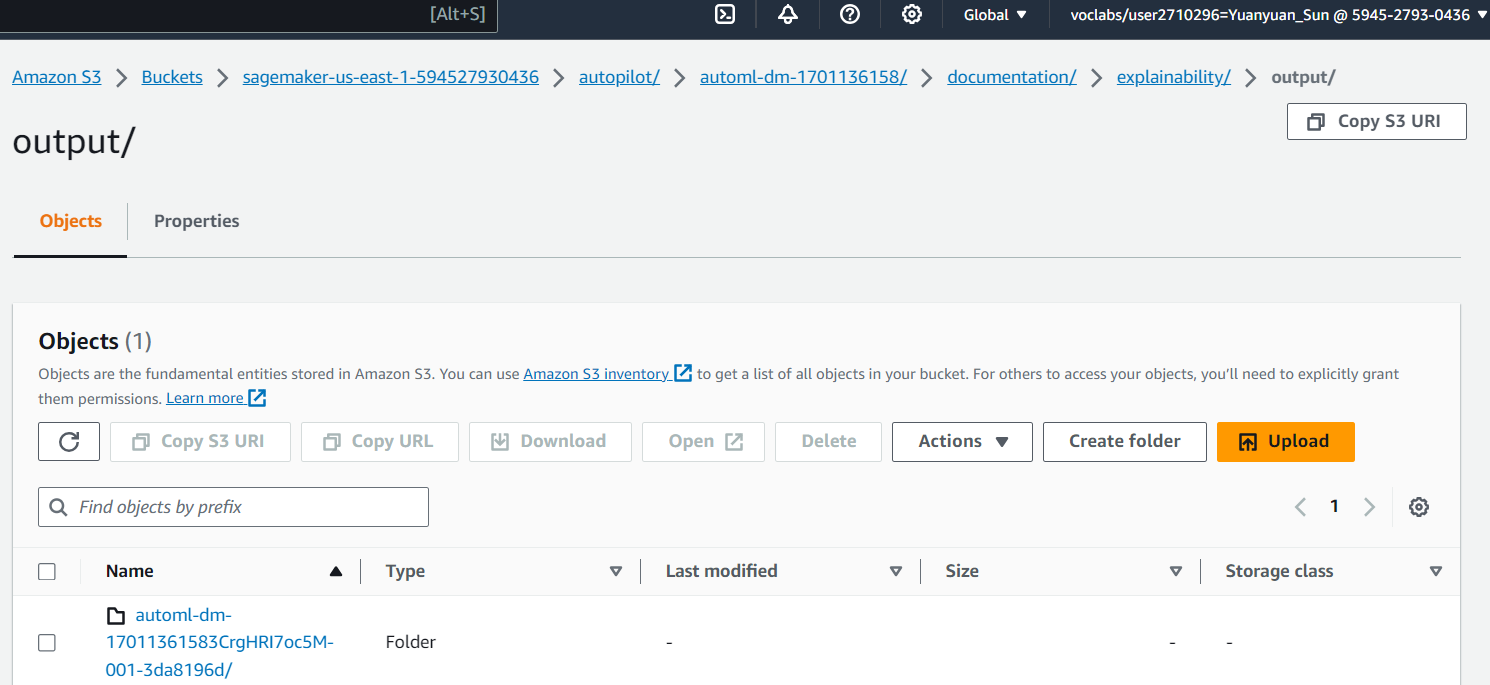 [Alt+S]
Global
voclabs/user2710296=Yuanyuan_Sun @ 5945-2793-0436
Amazon S3
Buckets
sagemaker-us-east-1-594527930436
autopilot/
automl-dm-1701136158/
documentation/
explainability/
output/
output/
Copy S3 URI
Objects
Properties
Objects (1)
Objects are the fundamental entities stored in Amazon S3. You can use Amazon S3 inventory to get a list of all objects in your bucket. For others to access your objects, you'll need to explicitly grant
them permissions. Learn more
Copy S3 URI
Copy URL
Download
Open
Delete
Actions
Create folder
Upload
Find objects by prefix
1
Name
Type
Last modified
Size
Storage class
automl-dm-
17011361583CrgHRI7oc5M-
001-3da8196d/
Folder
-
-
-